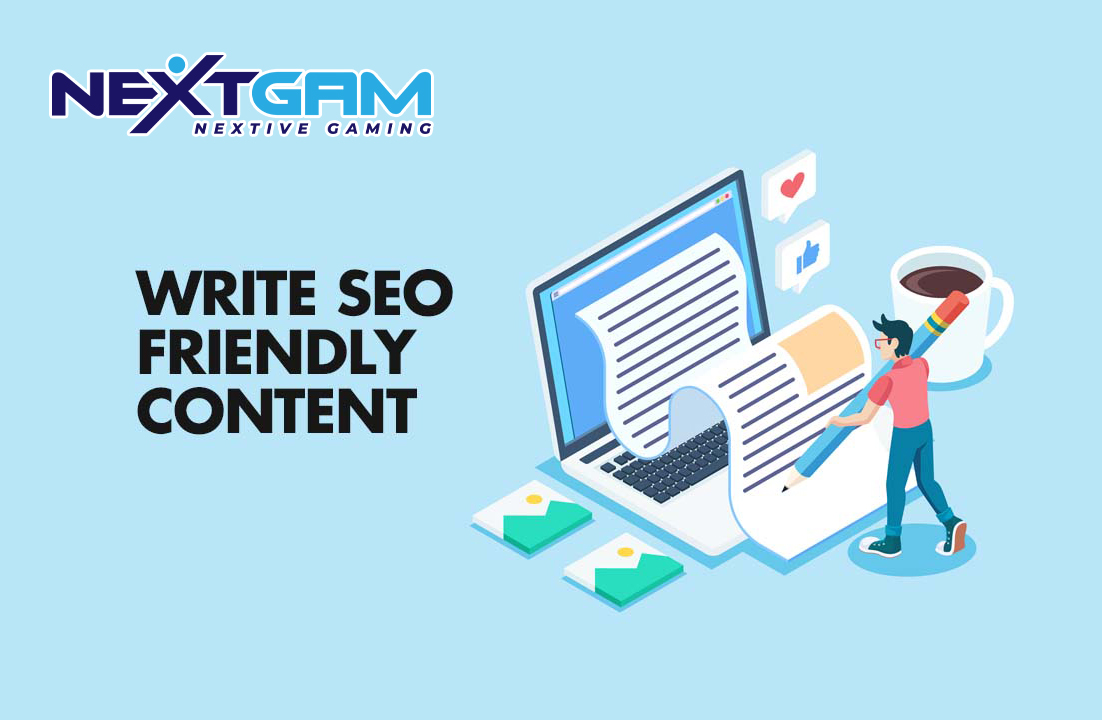 NEXTGAM
NEXTIVE GAMING
WRITE SEO
FRIENDLY
CONTENT